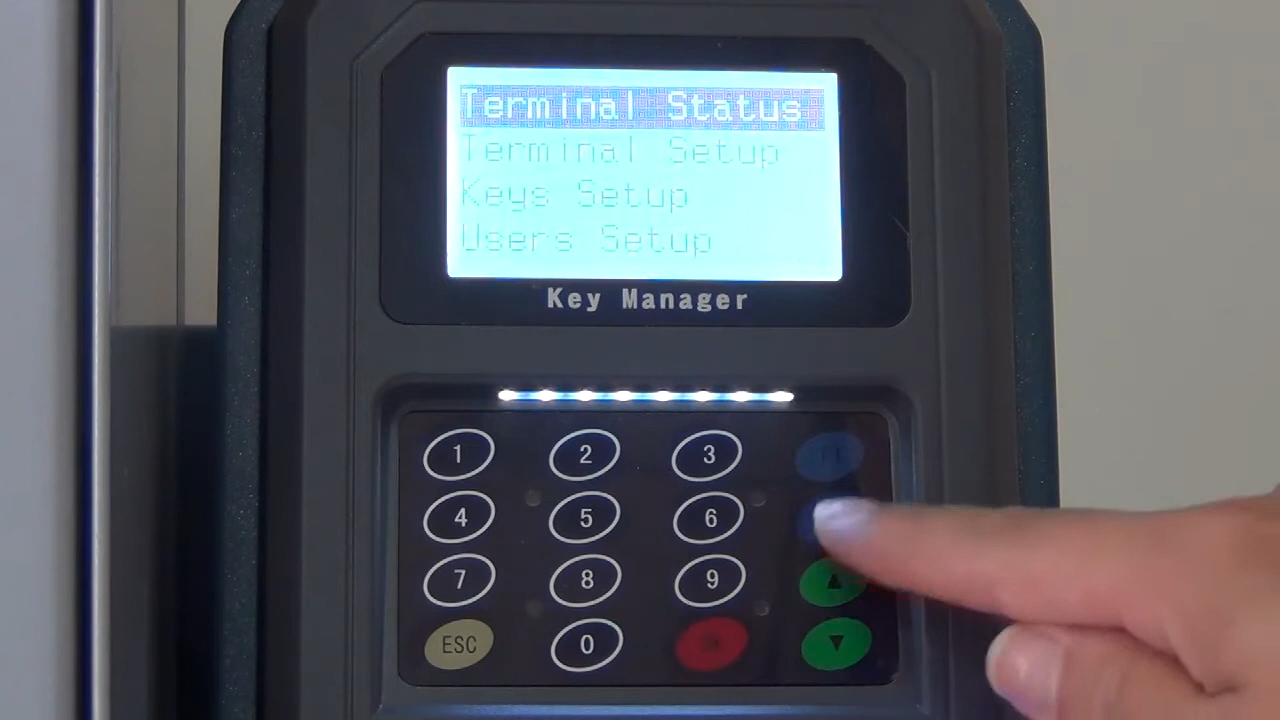 Terminal Status
Terminal Setup
Keys Setup
Users Setup
Key Manager
1 2 3
4 5 6
7 8 9 ▲
ESC 0 ▼